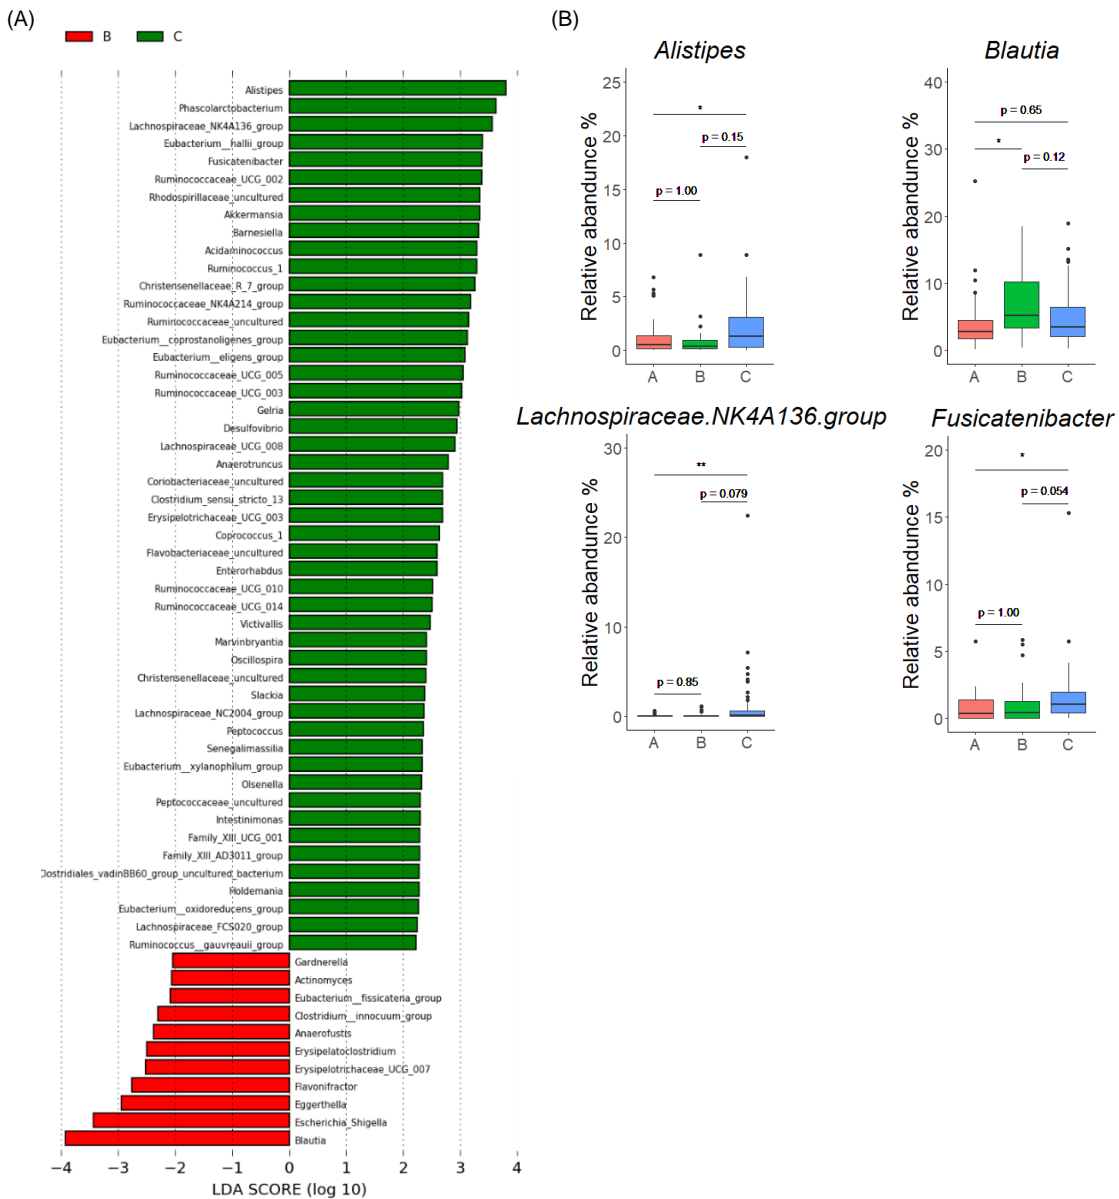 (A)
B
C
Alistipes
Phascolarctobacterium
Lachnospiraceae_NK4A136_group
Eubacterium__hallii_group
Fusicatenibacter
Ruminococcaceae_UCG_002
Rhodospirillaceae_uncultured
Akkermansia
Barnesiella
Acidaminococcus
Ruminococcus_1
Christensenellaceae_R_7_group
Ruminococcaceae_NK4A214_group
Ruminococcaceae_uncultured
Eubacterium__coprostanoligenes_group
Eubacterium__eligens_group
Ruminococcaceae_UCG_005
Ruminococcaceae_UCG_003
Gelria
Desulfovibrio
Lachnospiraceae_UCG_008
Anaerotruncus
Coriobacteriaceae_uncultured
Clostridium_sensu_stricto_13
Erysipelotrichaceae_UCG_003
Coprococcus_1
Flavobacteriaceae_uncultured
Enterorhabdus
Ruminococcaceae_UCG_010
Ruminococcaceae_UCG_014
Victivallis
Marvinbryantia
Oscillospira
Christensenellaceae_uncultured
Slackia
Lachnospiraceae_NC2004_group
Peptococcus
Senegalimassilia
Eubacterium__xylanophilum_group
Olsenella
Peptococcaceae_uncultured
Intestinimonas
Family_XIII_UCG_001
Family_XIII_AD3011_group
Clostridiales_vadinBB60_group_uncultured_bacterium
Holdemania
Eubacterium__oxidoreducens_group
Lachnospiraceae_FCS020_group
Ruminococcus__gauvreauii_group
Gardnerella
Actinomyces
Eubacterium__fissicatena_group
Clostridium__innocuum_group
Anaerofustis
Erysipelatoclostridium
Erysipelotrichaceae_UCG_007
Flavonifractor
Eggerthella
Escherichia_Shigella
Blautia
−4 −3 −2 −1 0 1 2 3 4
LDA SCORE (log 10)
(B)
Alistipes
Relative abandunce %
25
20
15
10
5
0
*
p = 0.15
p = 1.00
A B C
Blautia
Relative abandunce %
40
30
20
10
0
p = 0.65
*
p = 0.12
A B C
Lachnospiraceae.NK4A136.group
Relative abandunce %
30
20
10
0
**
p = 0.079
p = 0.85
A B C
Fusicatenibacter
Relative abandunce %
20
15
10
5
0
*
p = 0.054
p = 1.00
A B C